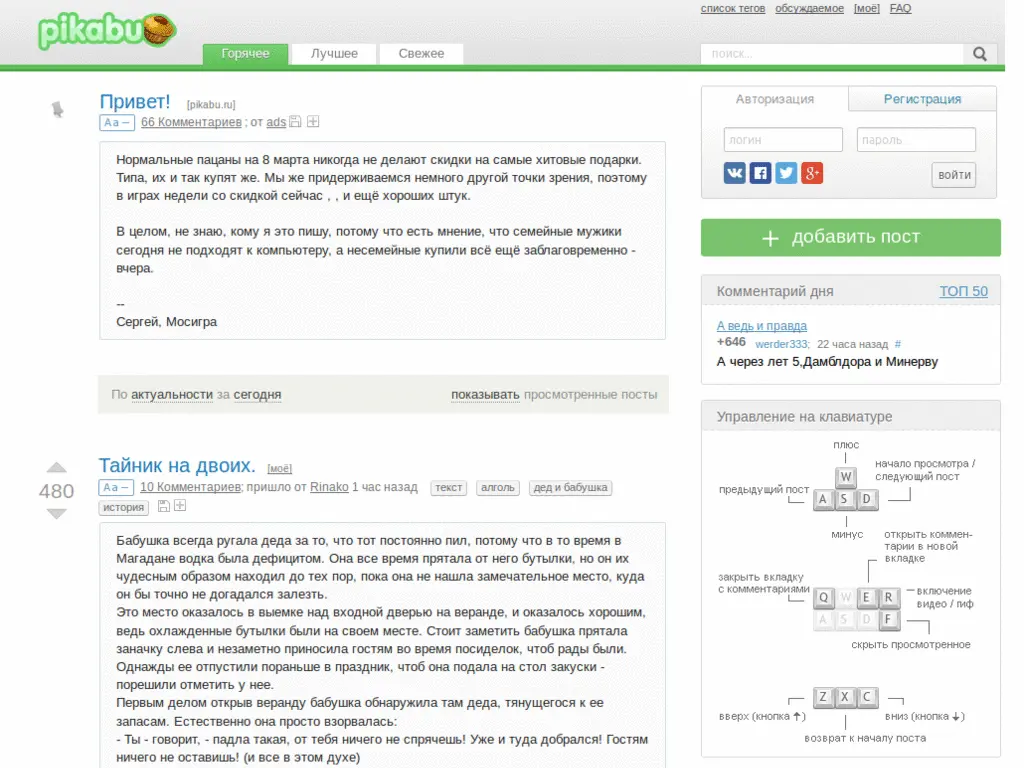 pikabu
список тегов обсуждаемое [моё] FAQ
Горячее Лучшее Свежее
поиск...
Привет! [pikabu.ru]
Aa – 66 Комментариев ; от ads
Нормальные пацаны на 8 марта никогда не делают скидки на самые хитовые подарки.
Типа, их и так купят же. Мы же придерживаемся немного другой точки зрения, поэтому
в играх недели со скидкой сейчас , , и ещё хороших штук.
В целом, не знаю, кому я это пишу, потому что есть мнение, что семейные мужики
сегодня не подходят к компьютеру, а несемейные купили всё ещё заблаговременно -
вчера.
--
Сергей, Мосигра
По актуальности за сегодня показывать просмотренные посты
Тайник на двоих. [моё]
480
Aa – 10 Комментариев; пришло от Rinako 1 час назад текст алголь дед и бабушка
история
Бабушка всегда ругала деда за то, что тот постоянно пил, потому что в то время в
Магадане водка была дефицитом. Она все время прятала от него бутылки, но он их
чудесным образом находил до тех пор, пока она не нашла замечательное место, куда
он бы точно не догадался залезть.
Это место оказалось в выемке над входной дверью на веранде, и оказалось хорошим,
ведь охлажденные бутылки были на своем месте. Стоит заметить бабушка прятала
заначку слева и незаметно приносила гостям во время посиделок, чтоб рады были.
Однажды ее отпустили пораньше в праздник, чтоб она подала на стол закуски -
порешили отметить у нее.
Первым делом открыв веранду бабушка обнаружила там деда, тянущегося к ее
запасам. Естественно она просто взорвалась:
- Ты - говорит, - падла такая, от тебя ничего не спрячешь! Уже и туда добрался! Гостям
ничего не оставишь! (и все в этом духе)
Авторизация Регистрация
логин пароль
войти
+ добавить пост
Комментарий дня ТОП 50
А ведь и правда
+646 werder333; 22 часа назад #
А через лет 5,Дамблдора и Минерву
Управление на клавиатуре
плюс
начало просмотра /
следующий пост
предыдущий пост
W
A S D
минус
открыть коммен-
тарии в новой
вкладке
закрыть вкладку
с комментариями
Q W E R
A S D F
включение
видео / гиф
скрыть просмотренное
Z X C
вверх (кнопка ↑) вниз (кнопка ↓)
возврат к началу поста